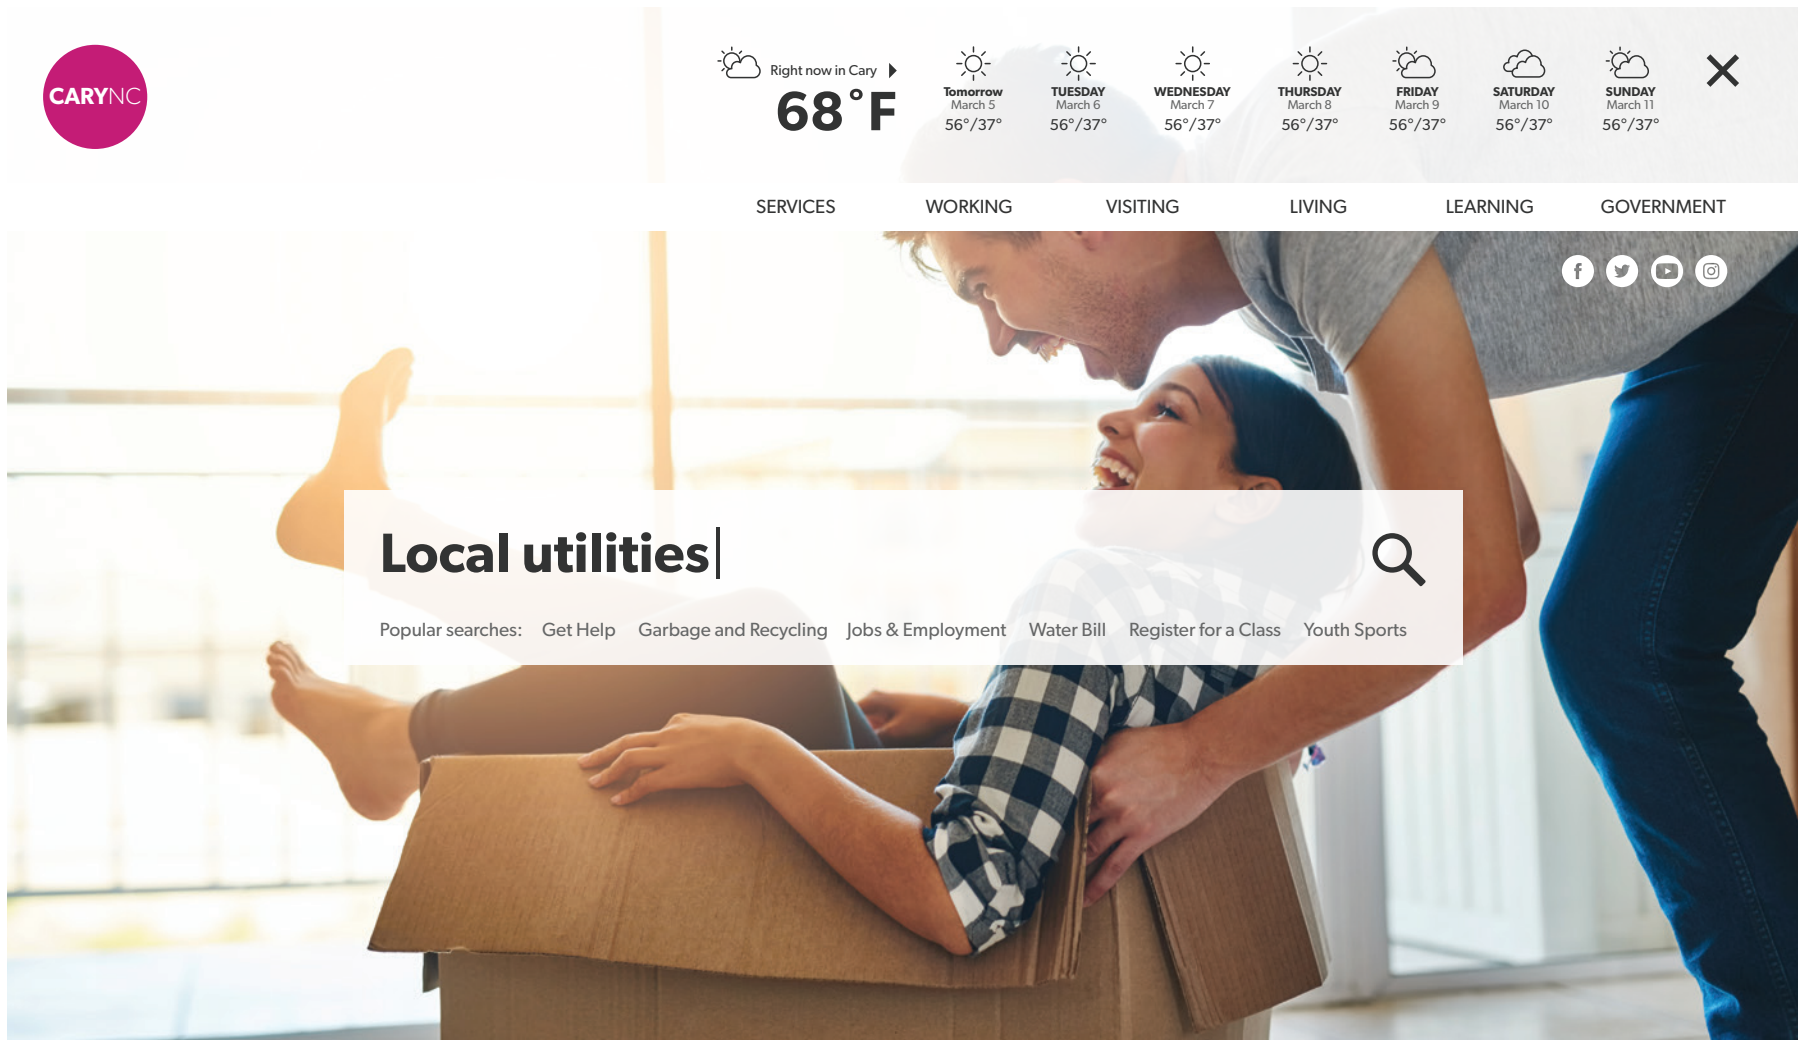 CARYNC
Right now in Cary
68°F
Tomorrow
March 5
56°/37°
TUESDAY
March 6
56°/37°
WEDNESDAY
March 7
56°/37°
THURSDAY
March 8
56°/37°
FRIDAY
March 9
56°/37°
SATURDAY
March 10
56°/37°
SUNDAY
March 11
56°/37°
SERVICES WORKING VISITING LIVING LEARNING GOVERNMENT
Local utilities
Popular searches: Get Help Garbage and Recycling Jobs & Employment Water Bill Register for a Class Youth Sports